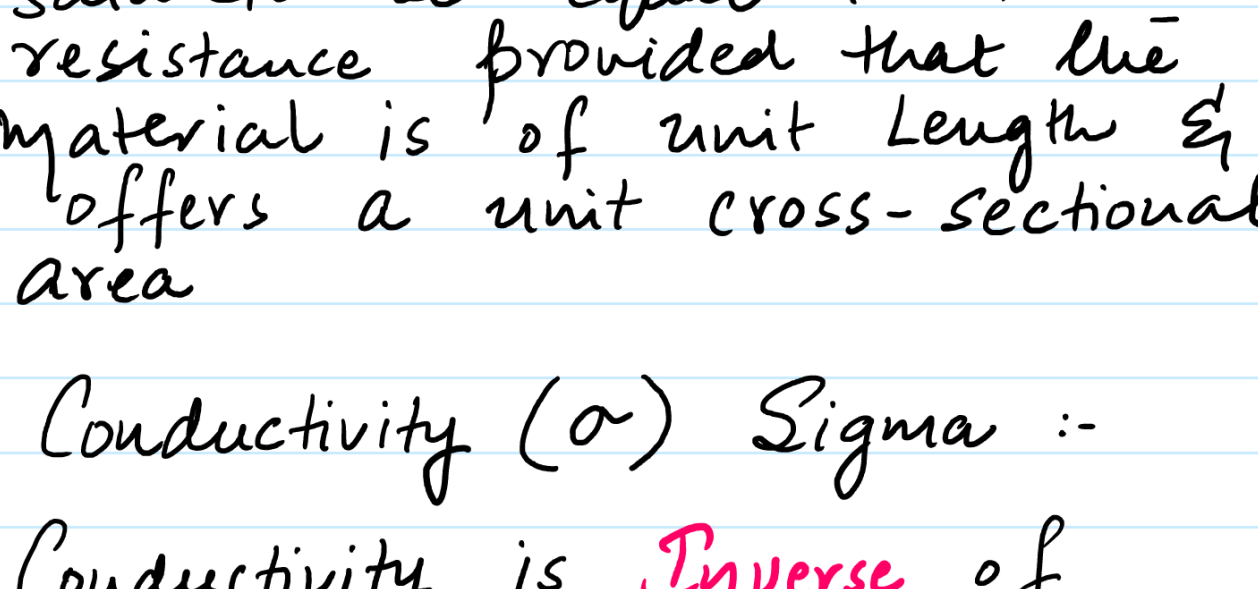 resistance provided that the
material is of unit Length &
offers a unit cross-sectional
area
Conductivity (σ) Sigma :-
Conductivity is Inverse of